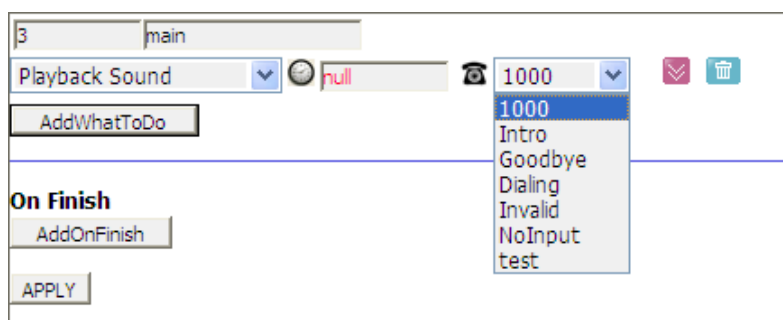 3 main
Playback Sound null 1000
1000
AddWhatToDo
Intro
Goodbye
Dialing
Invalid
NoInput
test
On Finish
AddOnFinish
APPLY